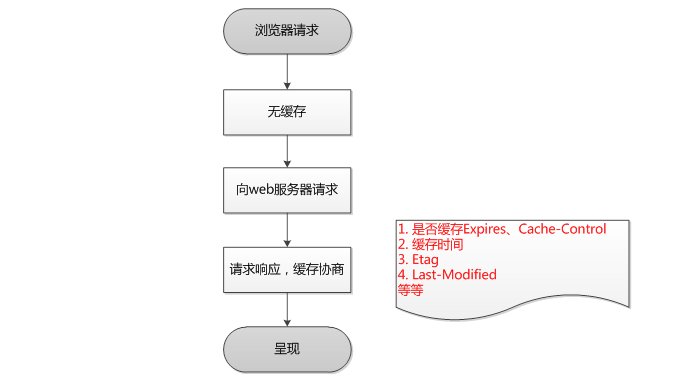 浏览器请求
无缓存
向web服务器请求
请求响应，缓存协商
呈现
1. 是否缓存Expires、Cache-Control
2. 缓存时间
3. Etag
4. Last-Modified
等等